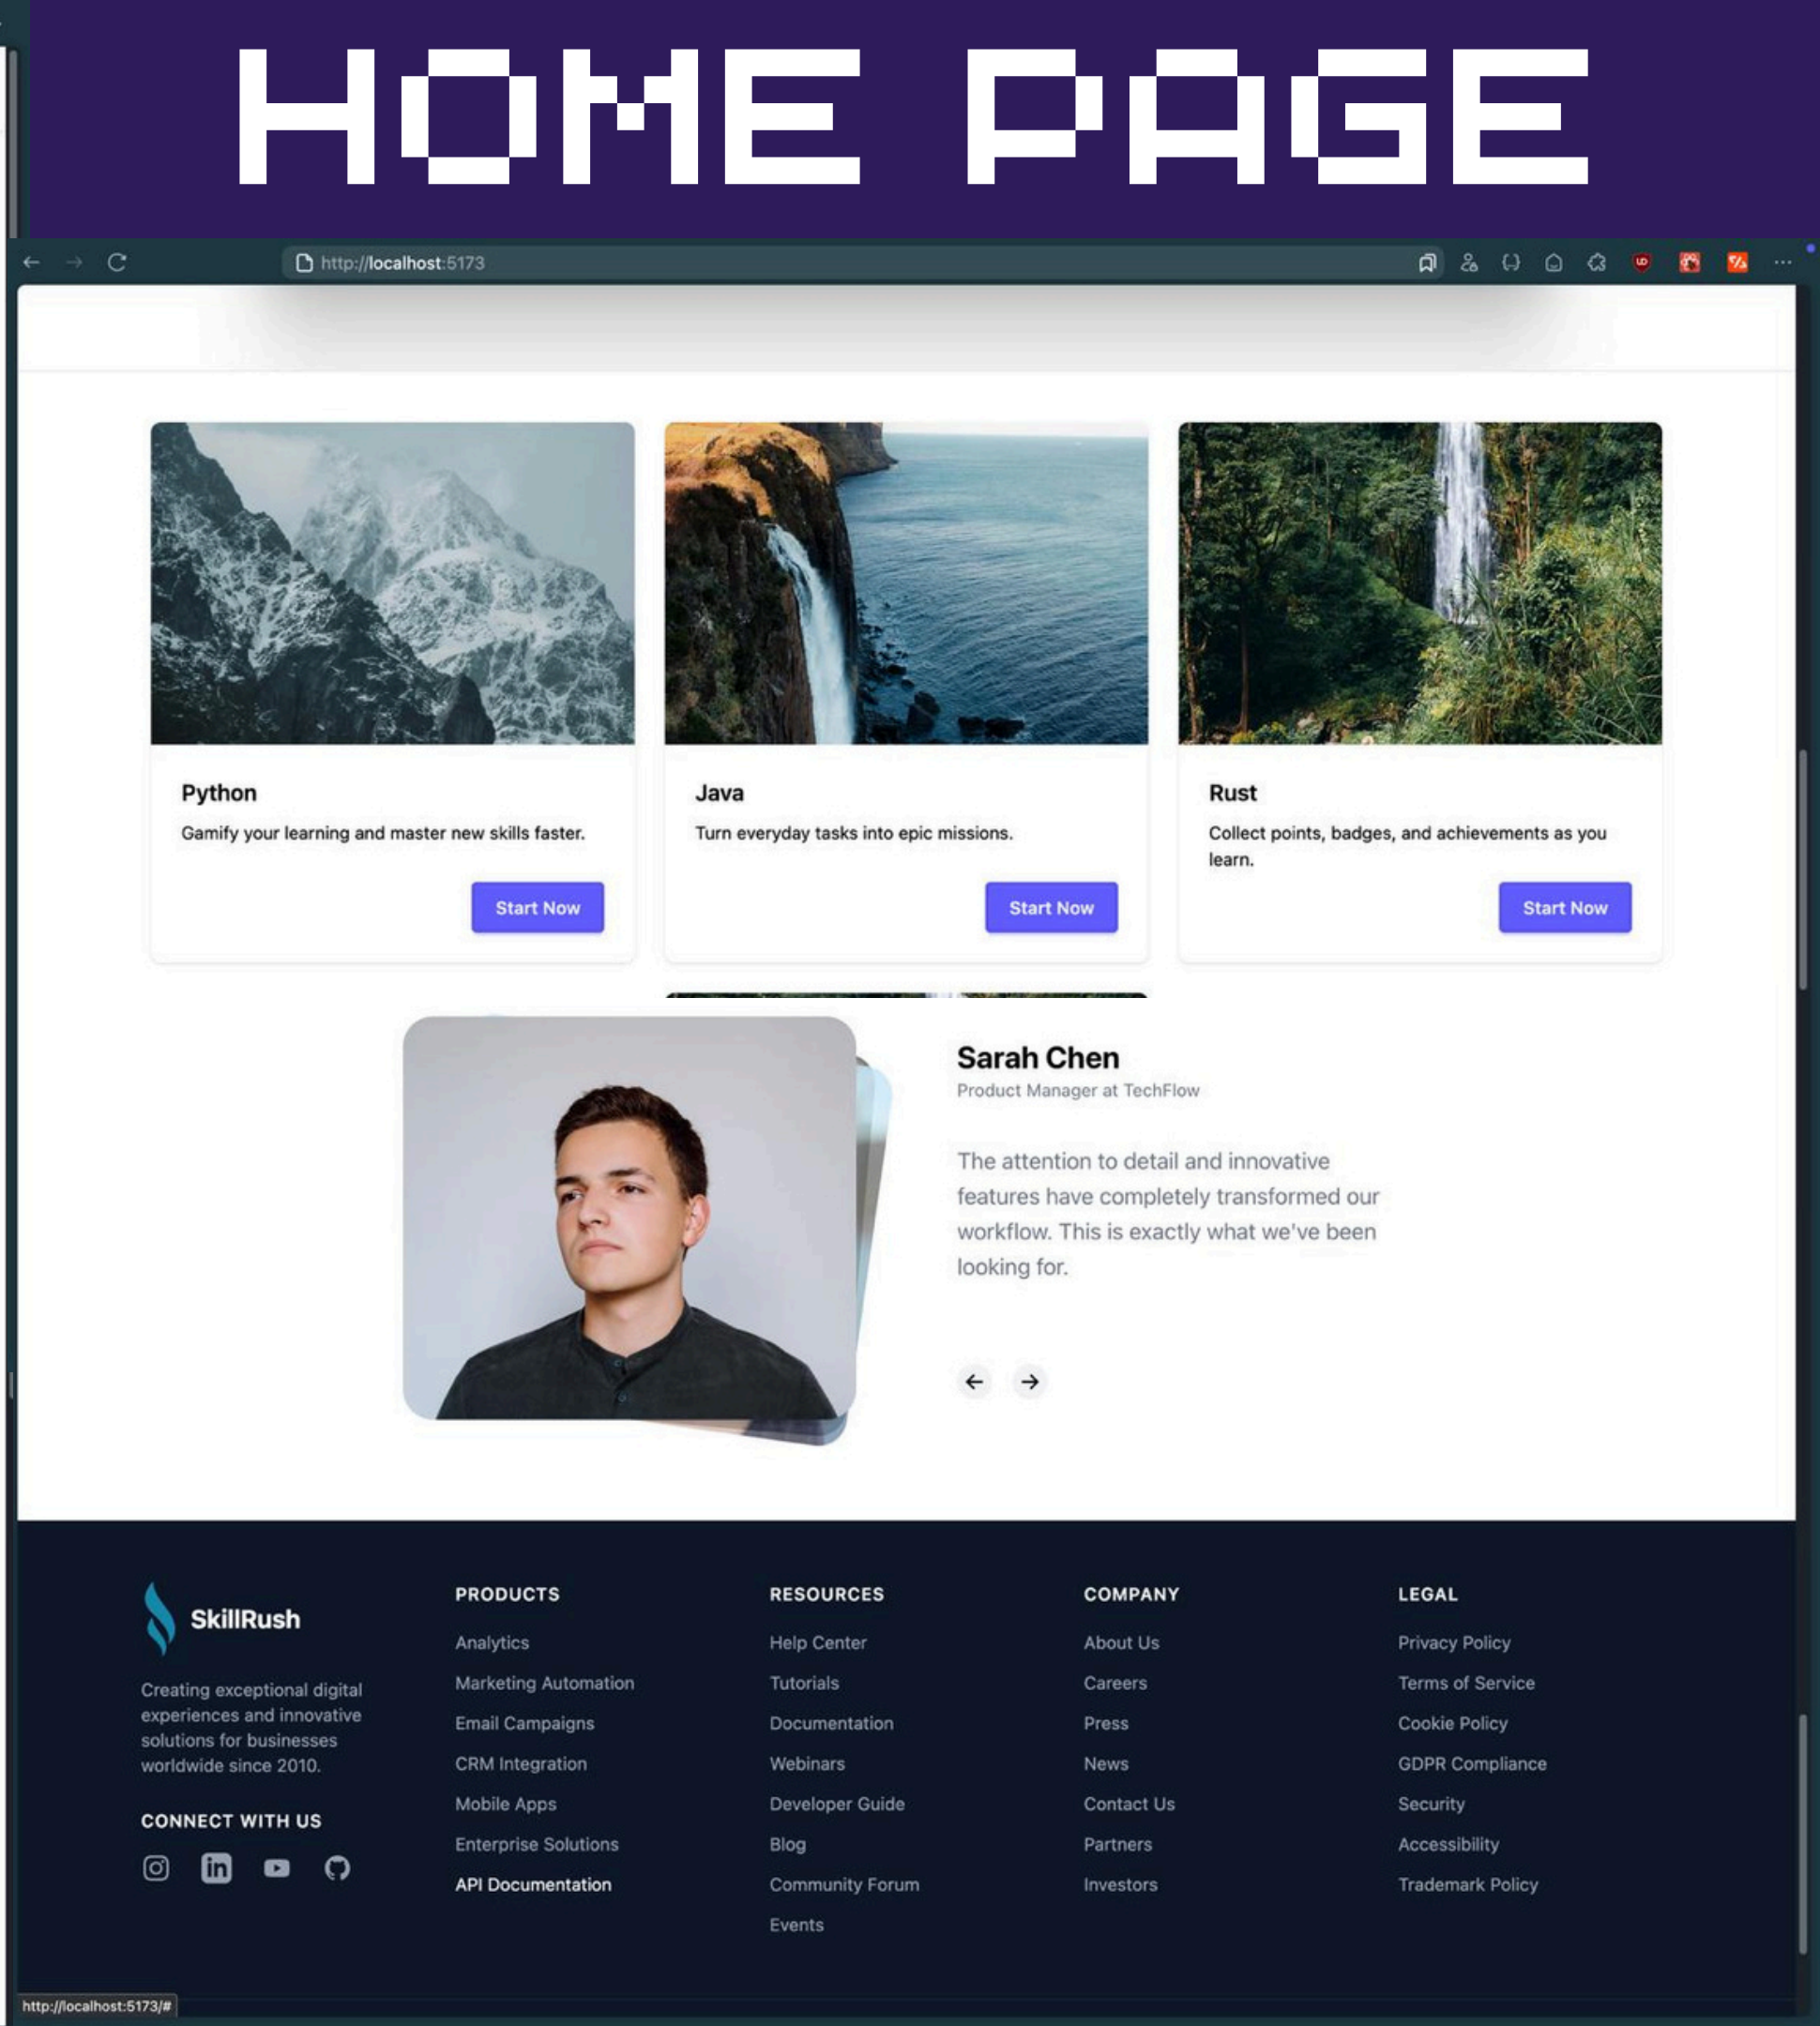 HOME PAGE
http://localhost:5173
Python
Gamify your learning and master new skills faster.
Start Now
Java
Turn everyday tasks into epic missions.
Start Now
Rust
Collect points, badges, and achievements as you
learn.
Start Now
Sarah Chen
Product Manager at TechFlow
The attention to detail and innovative
features have completely transformed our
workflow. This is exactly what we've been
looking for.
SkillRush
Creating exceptional digital
experiences and innovative
solutions for businesses
worldwide since 2010.
CONNECT WITH US
in
PRODUCTS
Analytics
Marketing Automation
Email Campaigns
CRM Integration
Mobile Apps
Enterprise Solutions
API Documentation
RESOURCES
Help Center
Tutorials
Documentation
Webinars
Developer Guide
Blog
Community Forum
Events
COMPANY
About Us
Careers
Press
News
Contact Us
Partners
Investors
LEGAL
Privacy Policy
Terms of Service
Cookie Policy
GDPR Compliance
Security
Accessibility
Trademark Policy
http://localhost:5173/#